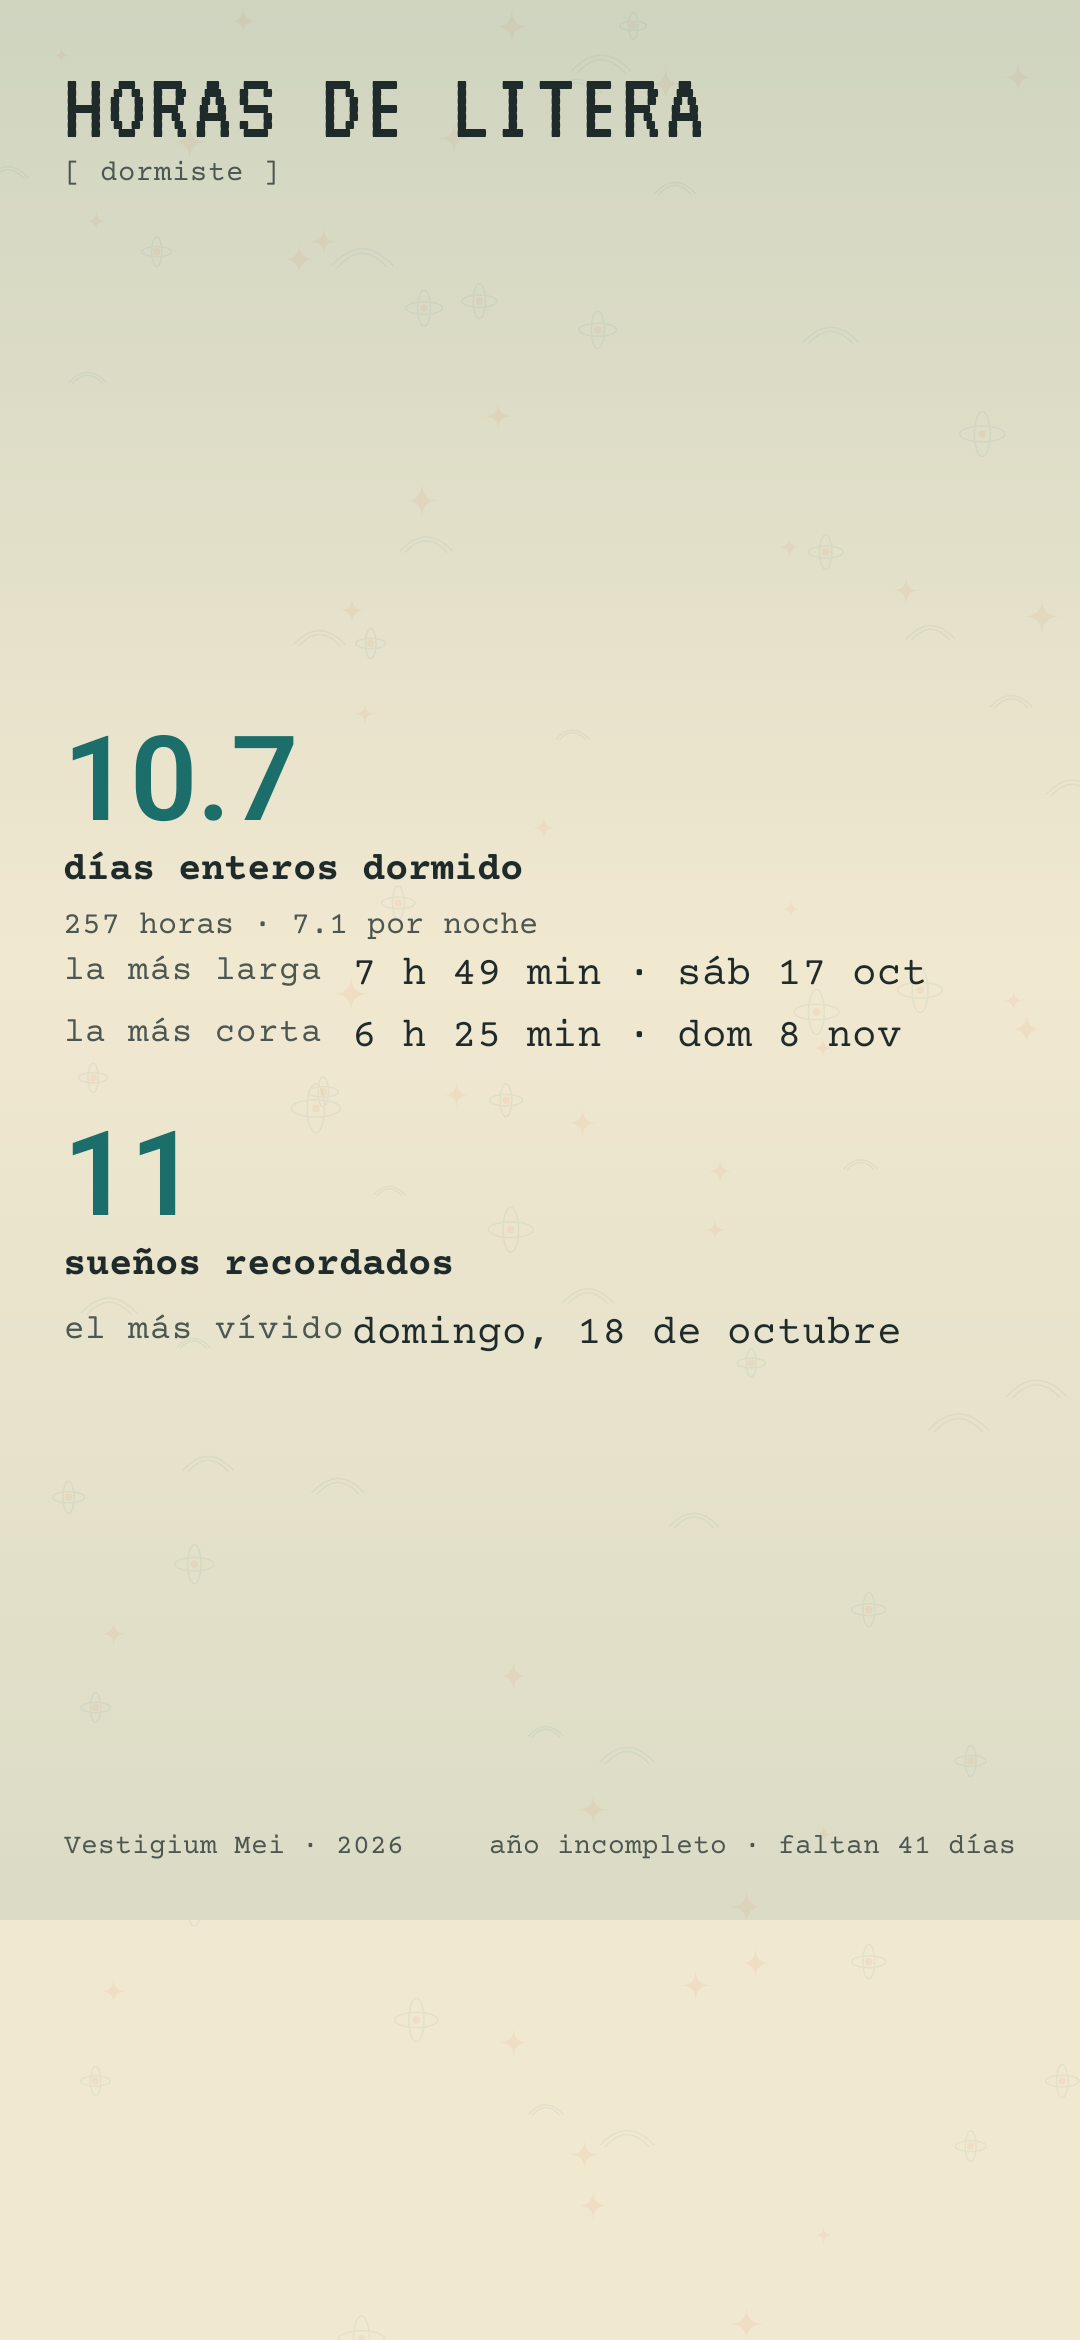 HORAS DE LITERA
[ dormiste ]
10.7
días enteros dormido
257 horas · 7.1 por noche
la más larga 7 h 49 min · sáb 17 oct
la más corta 6 h 25 min · dom 8 nov
11
sueños recordados
el más vívido domingo, 18 de octubre
Vestigium Mei · 2026 año incompleto · faltan 41 días